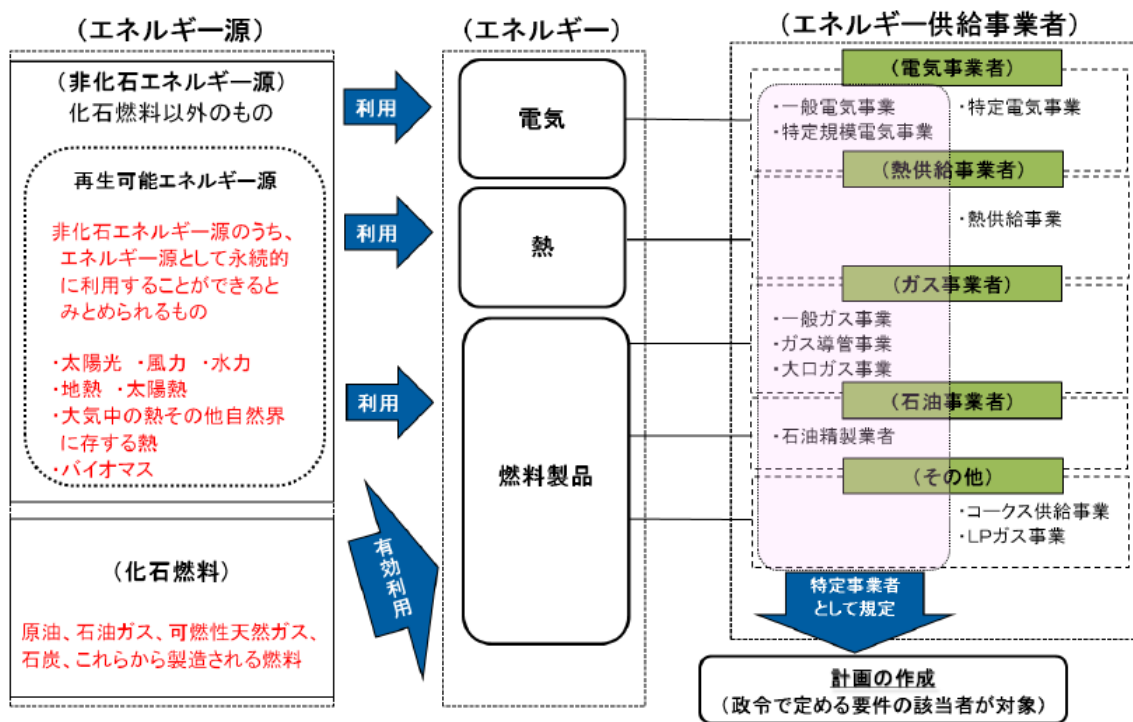 (エネルギー源)
(非化石エネルギー源)
化石燃料以外のもの
再生可能エネルギー源
非化石エネルギー源のうち、
エネルギー源として永続的
に利用することができると
みとめられるもの
・太陽光 ・風力 ・水力
・地熱 ・太陽熱
・大気中の熱その他自然界
に存する熱
・バイオマス
(化石燃料)
原油、石油ガス、可燃性天然ガス、
石炭、これらから製造される燃料
利用
利用
利用
有効利用
(エネルギー)
電気
熱
燃料製品
(エネルギー供給事業者)
(電気事業者)
・一般電気事業
・特定規模電気事業
・特定電気事業
(熱供給事業者)
・熱供給事業
(ガス事業者)
・一般ガス事業
・ガス導管事業
・大口ガス事業
(石油事業者)
・石油精製業者
(その他)
・コークス供給事業
・LPガス事業
特定事業者
として規定
計画の作成
(政令で定める要件の該当者が対象)